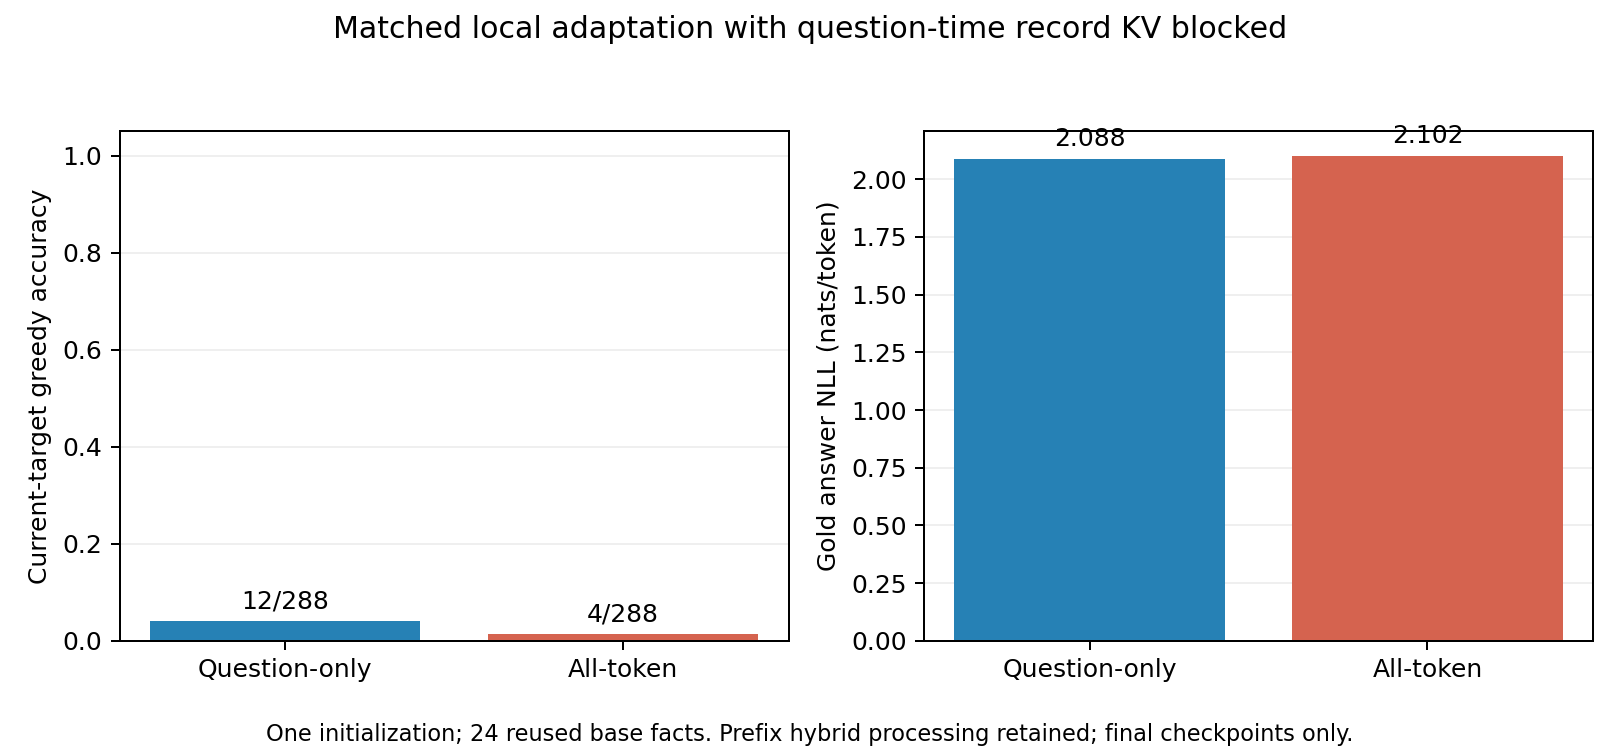 Matched local adaptation with question-time record KV blocked
Current-target greedy accuracy
1.0
0.8
0.6
0.4
0.2
0.0
12/288
4/288
Question-only
All-token
Gold answer NLL (nats/token)
2.00
1.75
1.50
1.25
1.00
0.75
0.50
0.25
0.00
2.088
2.102
Question-only
All-token
One initialization; 24 reused base facts. Prefix hybrid processing retained; final checkpoints only.